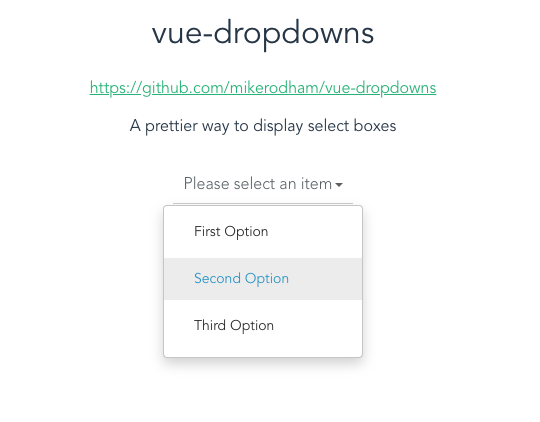 vue-dropdowns
https://github.com/mikerodham/vue-dropdowns
A prettier way to display select boxes
Please select an item
First Option
Second Option
Third Option